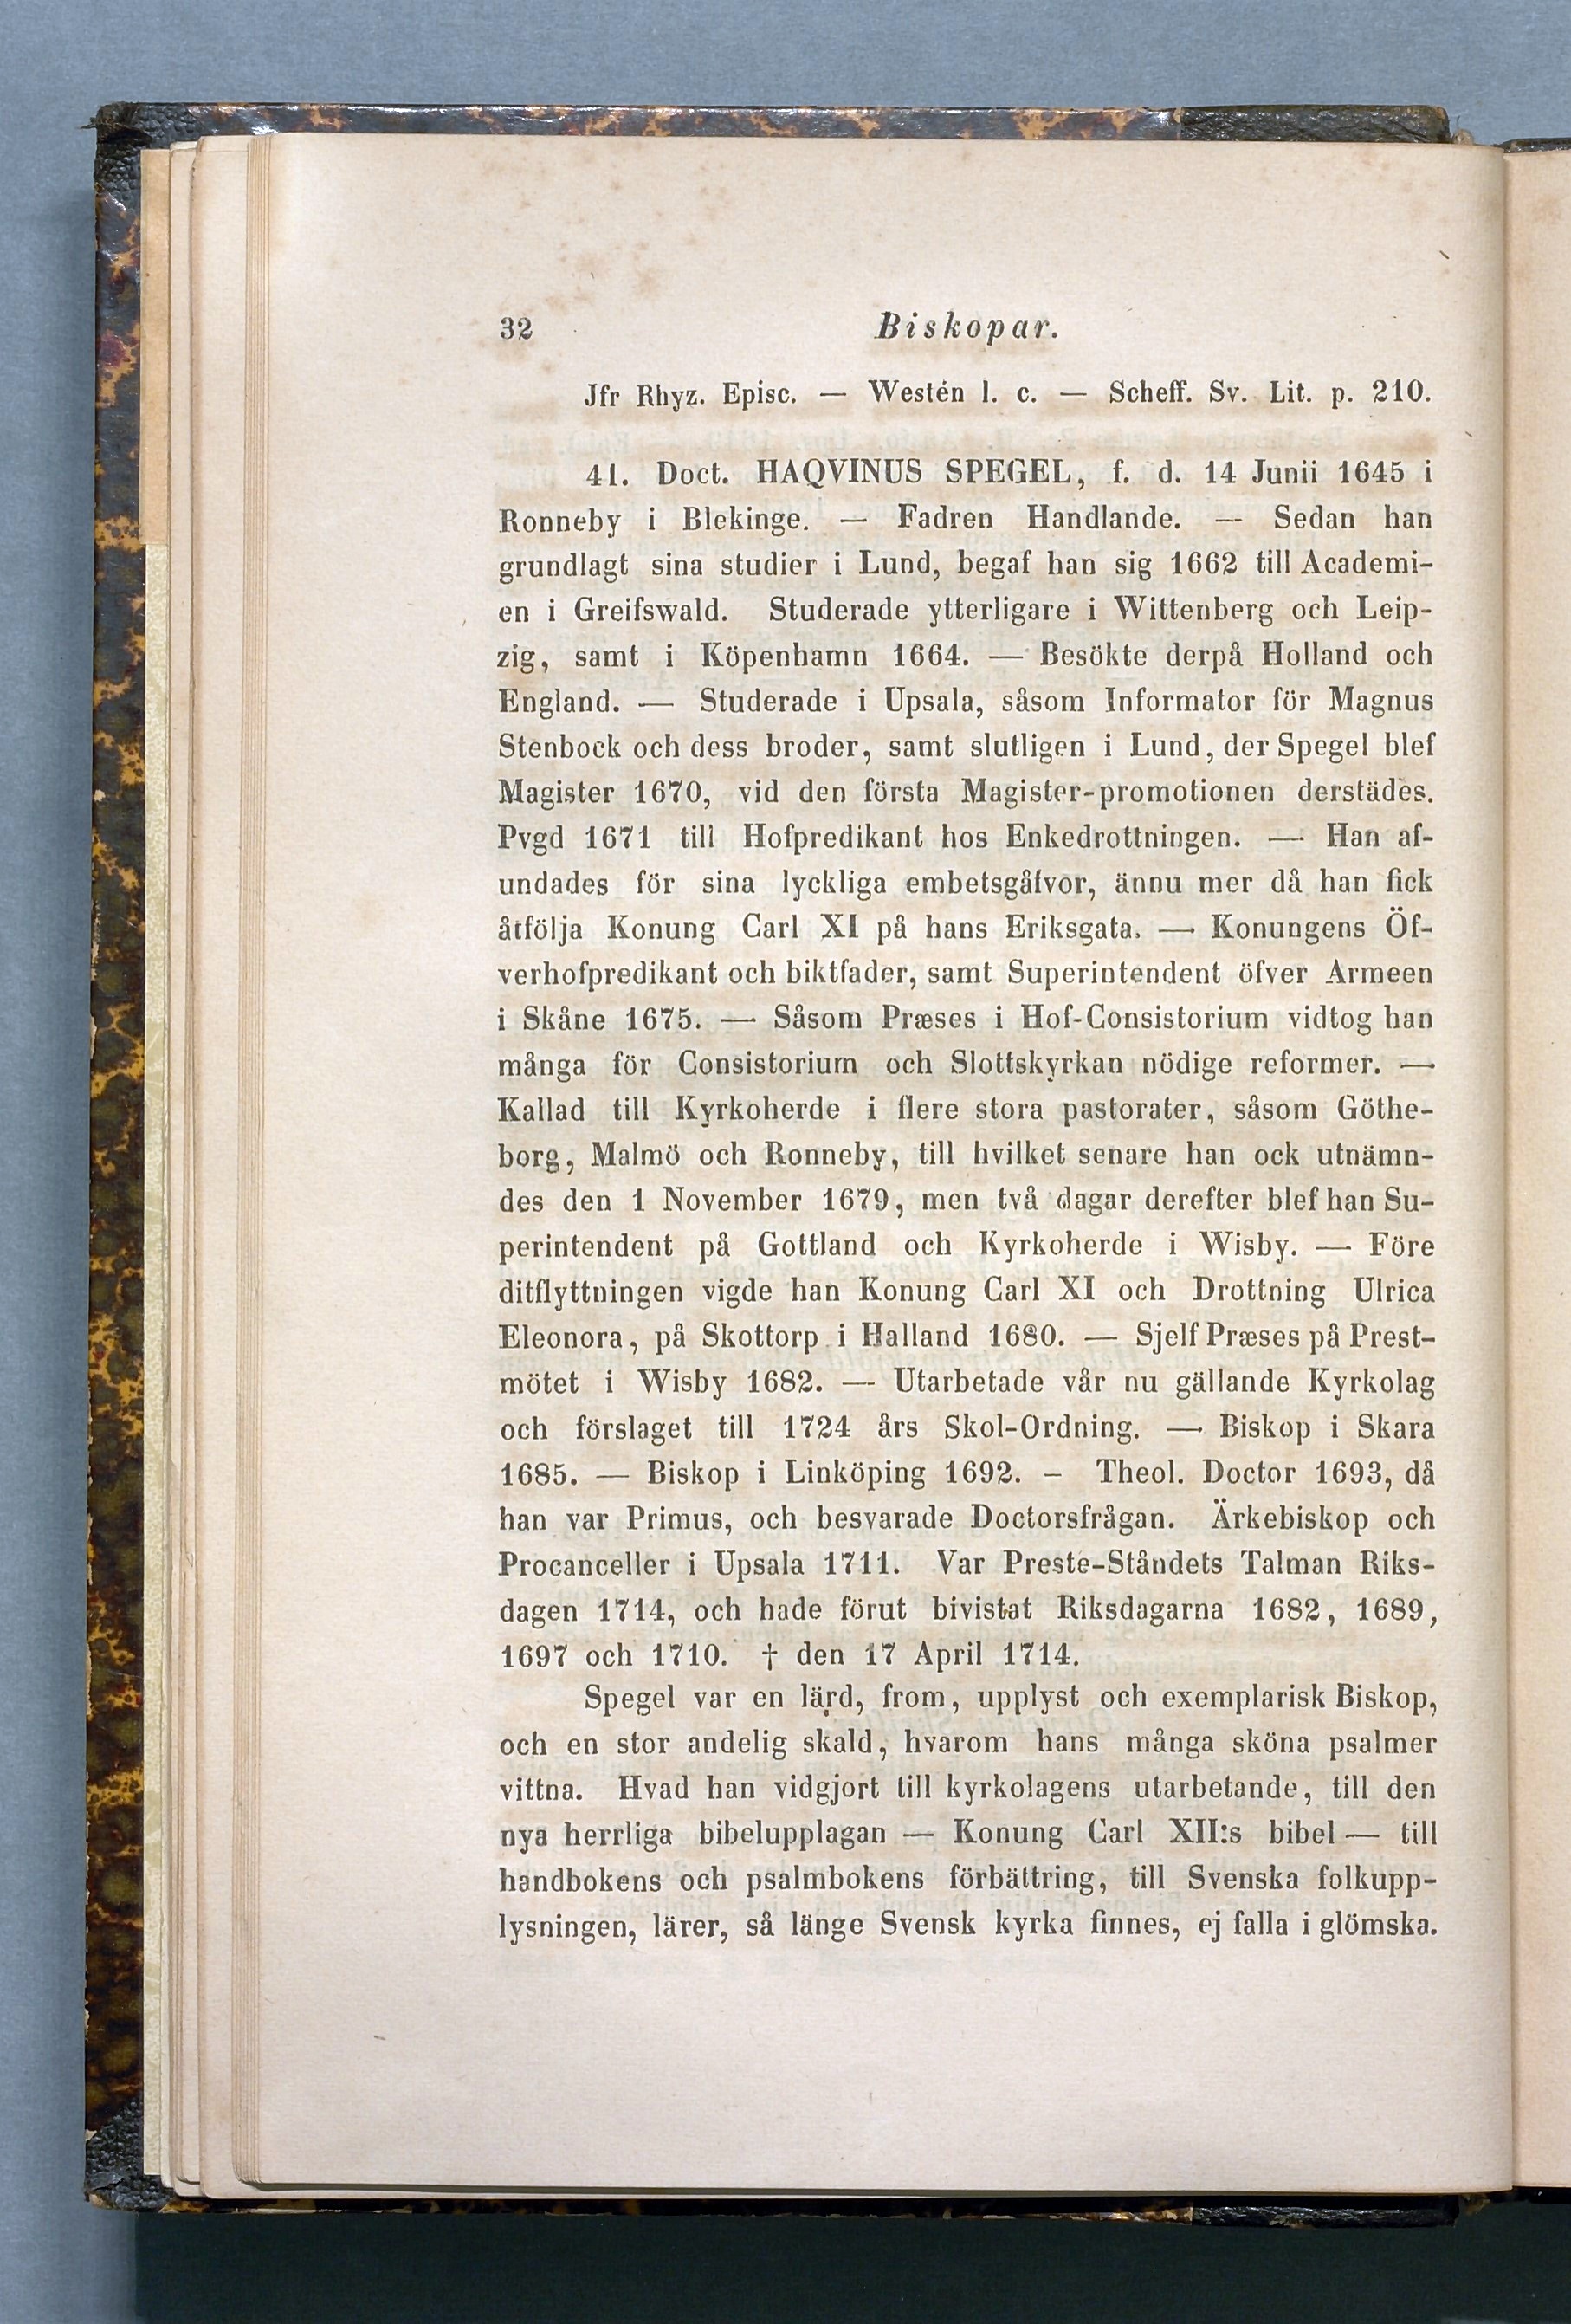 32 Biskopar.
Jfr Rhyz. Episc. — Westén l. c. — Scheff. Sv. Lit. p. 210.
41. Doct. HAQVINUS SPEGEL, f. d. 14 Junii 1645 i
Ronneby i Blekinge. — Fadren Handlande. — Sedan han
grundlagt sina studier i Lund, begaf han sig 1662 till Academi-
en i Greifswald. Studerade ytterligare i Wittenberg och Leip-
zig, samt i Köpenhamn 1664. — Besökte derpå Holland och
England. — Studerade i Upsala, såsom Informator för Magnus
Stenbock och dess broder, samt slutligen i Lund, der Spegel blef
Magister 1670, vid den första Magister-promotionen derstädes.
Pvgd 1671 till Hofpredikant hos Enkedrottningen. — Han af-
undades för sina lyckliga embetsgåfvor, ännu mer då han fick
åtfölja Konung Carl XI på hans Eriksgata. — Konungens Öf-
verhofpredikant och biktfader, samt Superintendent öfver Armeen
i Skåne 1675. — Såsom Præses i Hof-Consistorium vidtog han
många för Consistorium och Slottskyrkan nödige reformer. —
Kallad till Kyrkoherde i flere stora pastorater, såsom Göthe-
borg, Malmö och Ronneby, till hvilket senare han ock utnämn-
des den 1 November 1679, men två dagar derefter blef han Su-
perintendent på Gottland och Kyrkoherde i Wisby. — Före
ditflyttningen vigde han Konung Carl XI och Drottning Ulrica
Eleonora, på Skottorp i Halland 1680. — Sjelf Præses på Prest-
mötet i Wisby 1682. — Utarbetade vår nu gällande Kyrkolag
och förslaget till 1724 års Skol-Ordning. — Biskop i Skara
1685. — Biskop i Linköping 1692. – Theol. Doctor 1693, då
han var Primus, och besvarade Doctorsfrågan. Ärkebiskop och
Procanceller i Upsala 1711. Var Preste-Ståndets Talman Riks-
dagen 1714, och hade förut bivistat Riksdagarna 1682, 1689,
1697 och 1710. † den 17 April 1714.
Spegel var en lärd, from, upplyst och exemplarisk Biskop,
och en stor andelig skald, hvarom hans många sköna psalmer
vittna. Hvad han vidgjort till kyrkolagens utarbetande, till den
nya herrliga bibelupplagan — Konung Carl XII:s bibel — till
handbokens och psalmbokens förbättring, till Svenska folkupp-
lysningen, lärer, så länge Svensk kyrka finnes, ej falla i glömska.